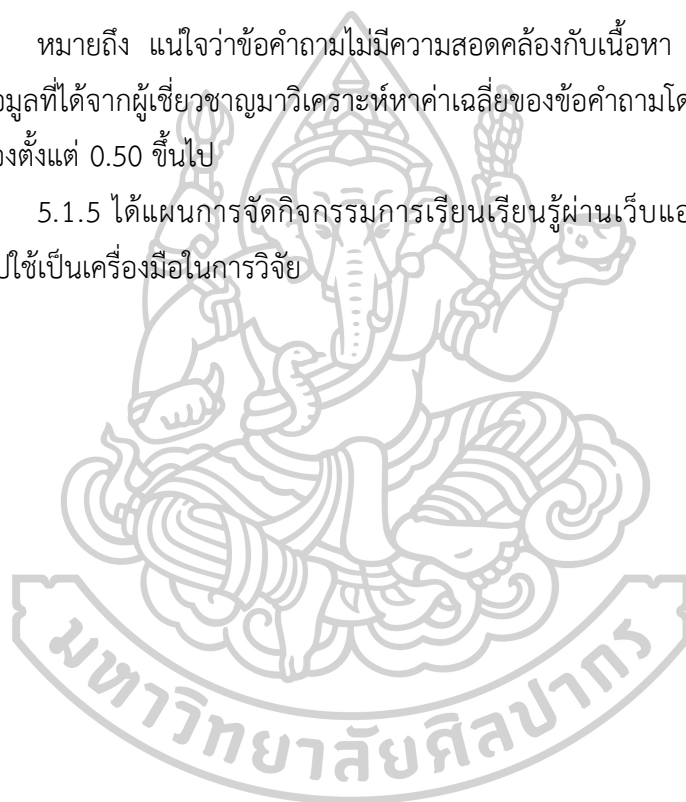 หมายถึง แน่ใจว่าข้อคำถามไม่มีความสอดคล้องกับเนื้อหา
อมูลที่ได้จากผู้เชี่ยวชาญมาวิเคราะห์หาค่าเฉลี่ยของข้อคำถามโด
องตั้งแต่ 0.50 ขึ้นไป
5.1.5 ได้แผนการจัดกิจกรรมการเรียนเรียนรู้ผ่านเว็บแอ
ปใช้เป็นเครื่องมือในการวิจัย
มหาวิทยาลัยศิลปากร